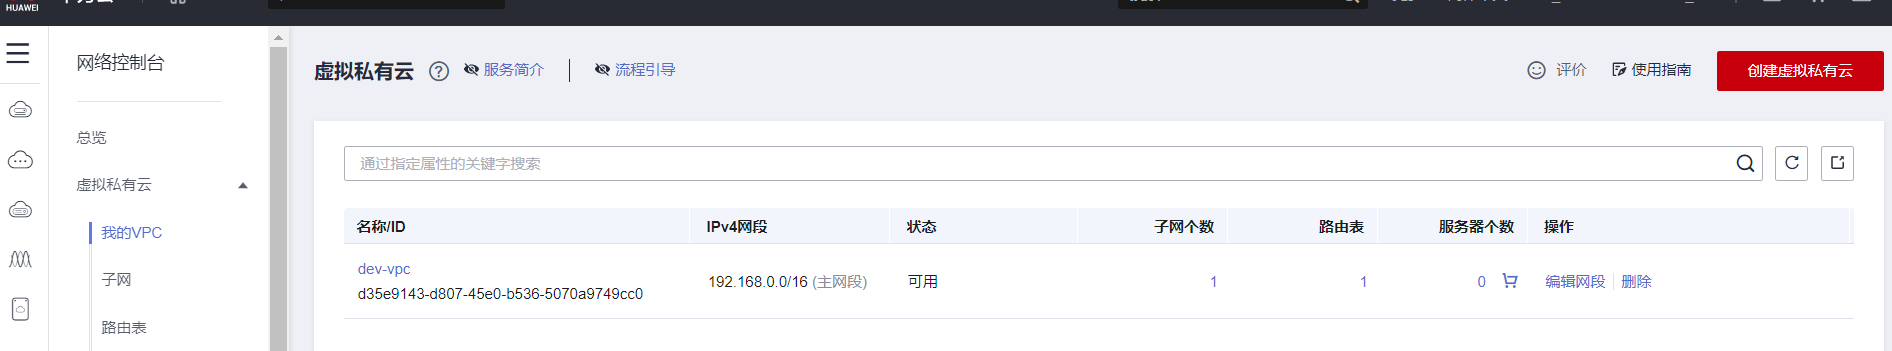 HUAWEI
网络控制台
总览
虚拟私有云
我的VPC
子网
路由表
虚拟私有云 ? 服务简介 流程引导
评价 使用指南 创建虚拟私有云
通过指定属性的关键字搜索
名称/ID IPv4网段 状态 子网个数 路由表 服务器个数 操作
dev-vpc
d35e9143-d807-45e0-b536-5070a9749cc0
192.168.0.0/16 (主网段) 可用 1 1 0 编辑网段 删除